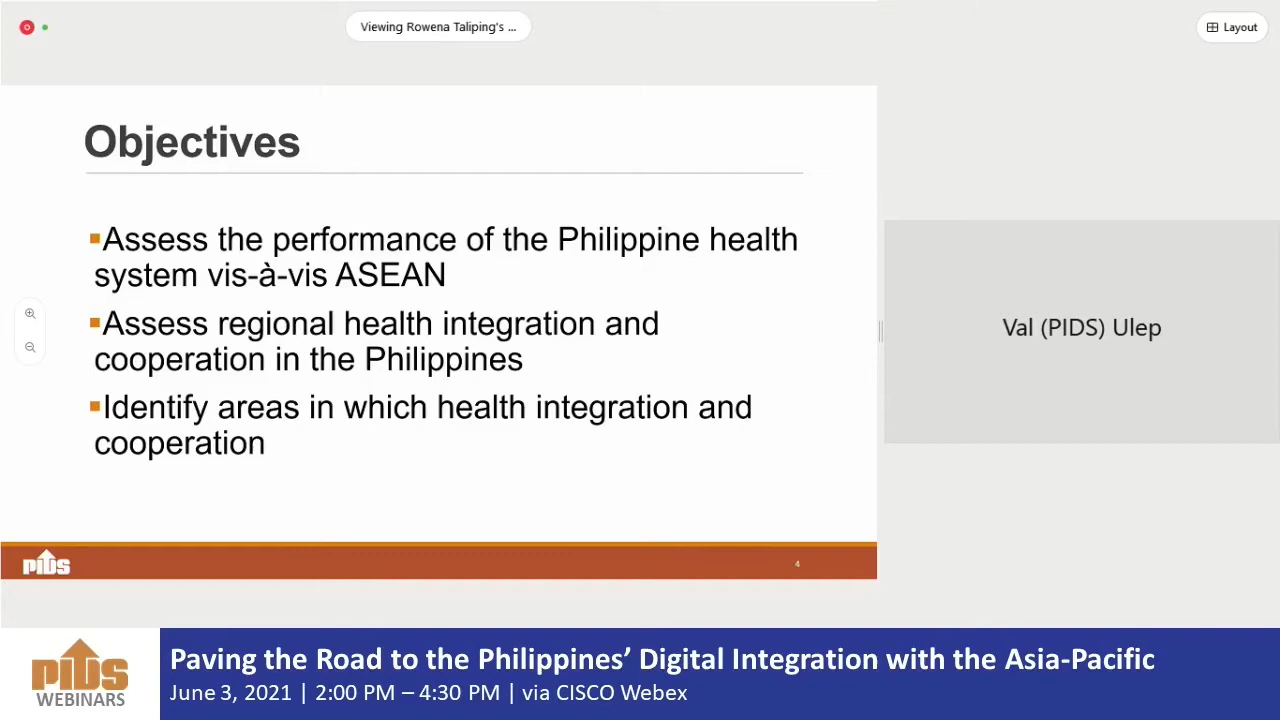 Viewing Rowena Taliping's ...
Layout
Objectives
▪Assess the performance of the Philippine health
system vis-à-vis ASEAN
▪Assess regional health integration and
cooperation in the Philippines
▪Identify areas in which health integration and
cooperation
Val (PIDS) Ulep
PIDS
4
PIDS
WEBINARS
Paving the Road to the Philippines’ Digital Integration with the Asia-Pacific
June 3, 2021 | 2:00 PM – 4:30 PM | via CISCO Webex